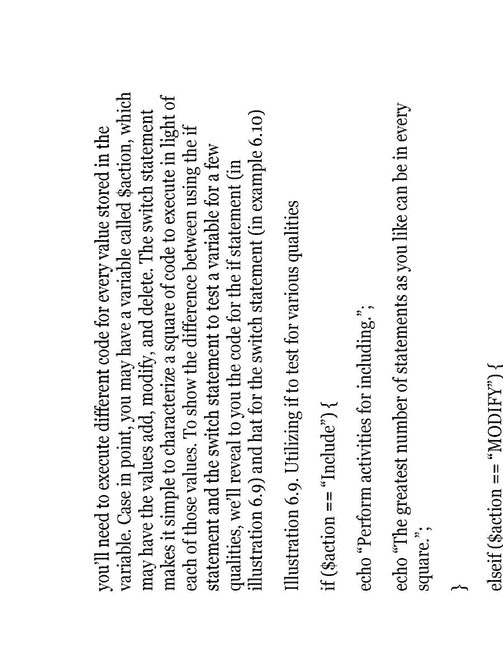 you'll need to execute different code for every value stored in the
variable. Case in point, you may have a variable called $action, which
may have the values add, modify, and delete. The switch statement
makes it simple to characterize a square of code to execute in light of
each of those values. To show the difference between using the if
statement and the switch statement to test a variable for a few
qualities, we'll reveal to you the code for the if statement (in
illustration 6.9) and hat for the switch statement (in example 6.10)
Illustration 6.9. Utilizing if to test for various qualities
if ($action == “Include”) {
echo “Perform activities for including.”;
echo “The greatest number of statements as you like can be in every
square.”;
}
elseif ($action == “MODIFY”) {